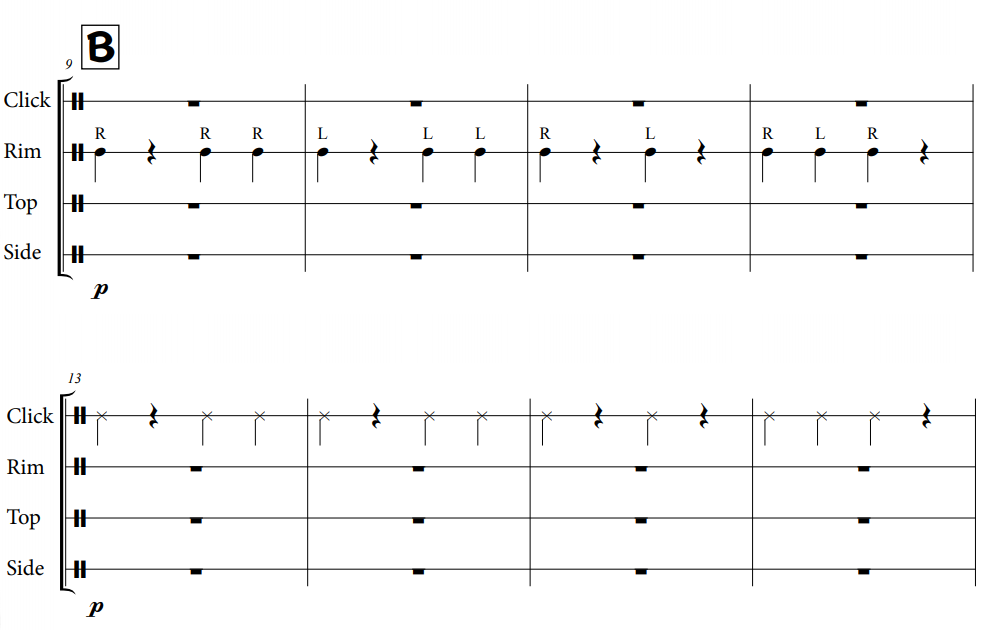 B
9
Click
R R R L L L R L R L R
Rim
Top
Side
p
13
Click
Rim
Top
Side
p